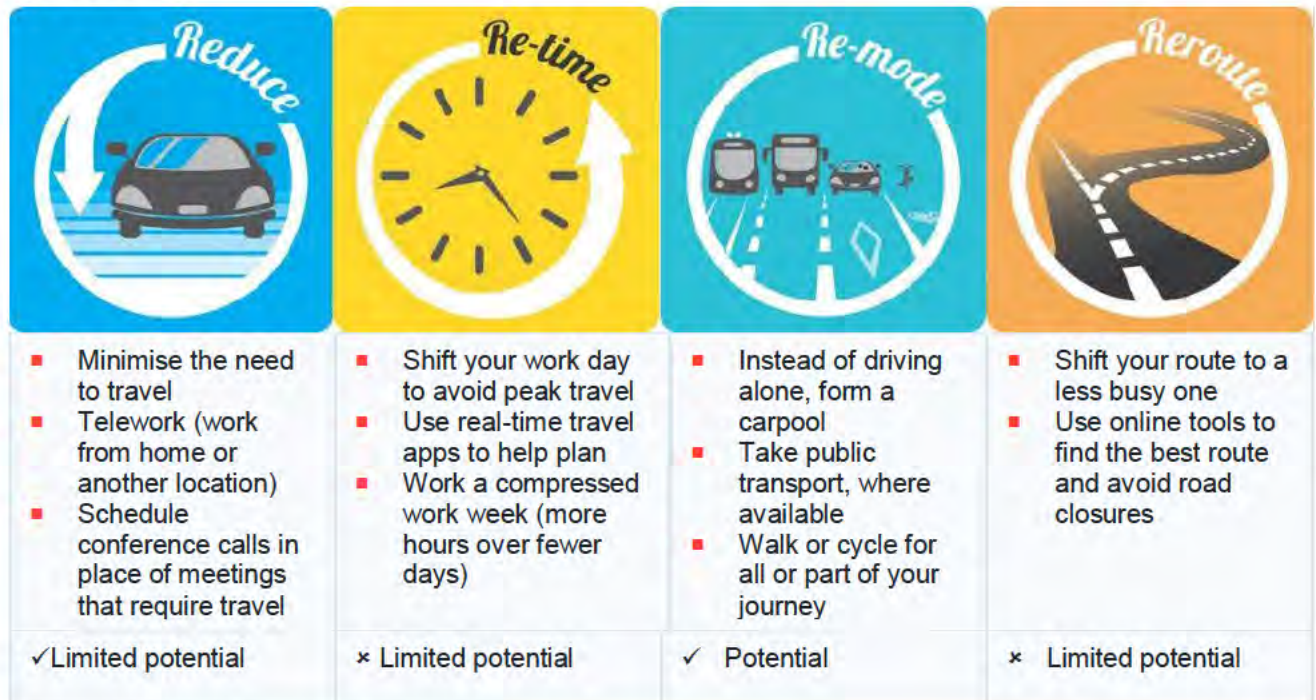 Reduce
Re-time
Re-mode
Reroute
▪ Minimise the need
to travel
▪ Telework (work
from home or
another location)
▪ Schedule
conference calls in
place of meetings
that require travel
▪ Shift your work day
to avoid peak travel
▪ Use real-time travel
apps to help plan
▪ Work a compressed
work week (more
hours over fewer
days)
▪ Instead of driving
alone, form a
carpool
▪ Take public
transport, where
available
▪ Walk or cycle for
all or part of your
journey
▪ Shift your route to a
less busy one
▪ Use online tools to
find the best route
and avoid road
closures
✓Limited potential
× Limited potential
✓ Potential
× Limited potential